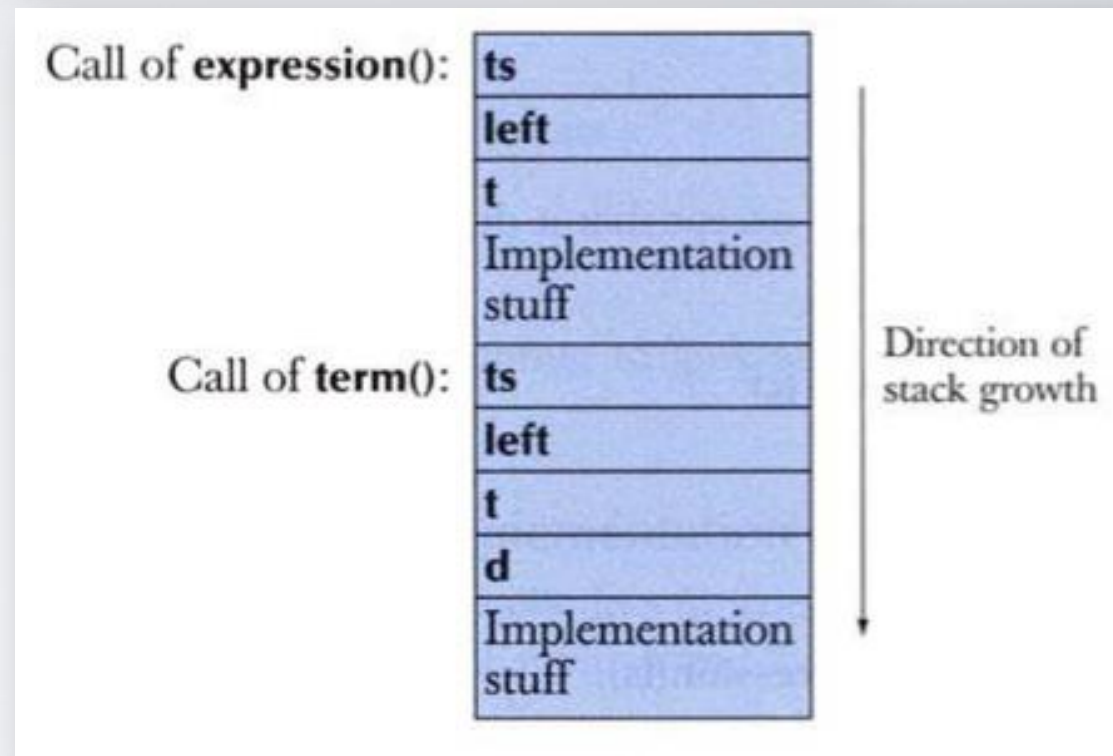 Call of expression(): ts
left
t
Implementation
stuff
Call of term(): ts
left
t
d
Implementation
stuff
Direction of
stack growth